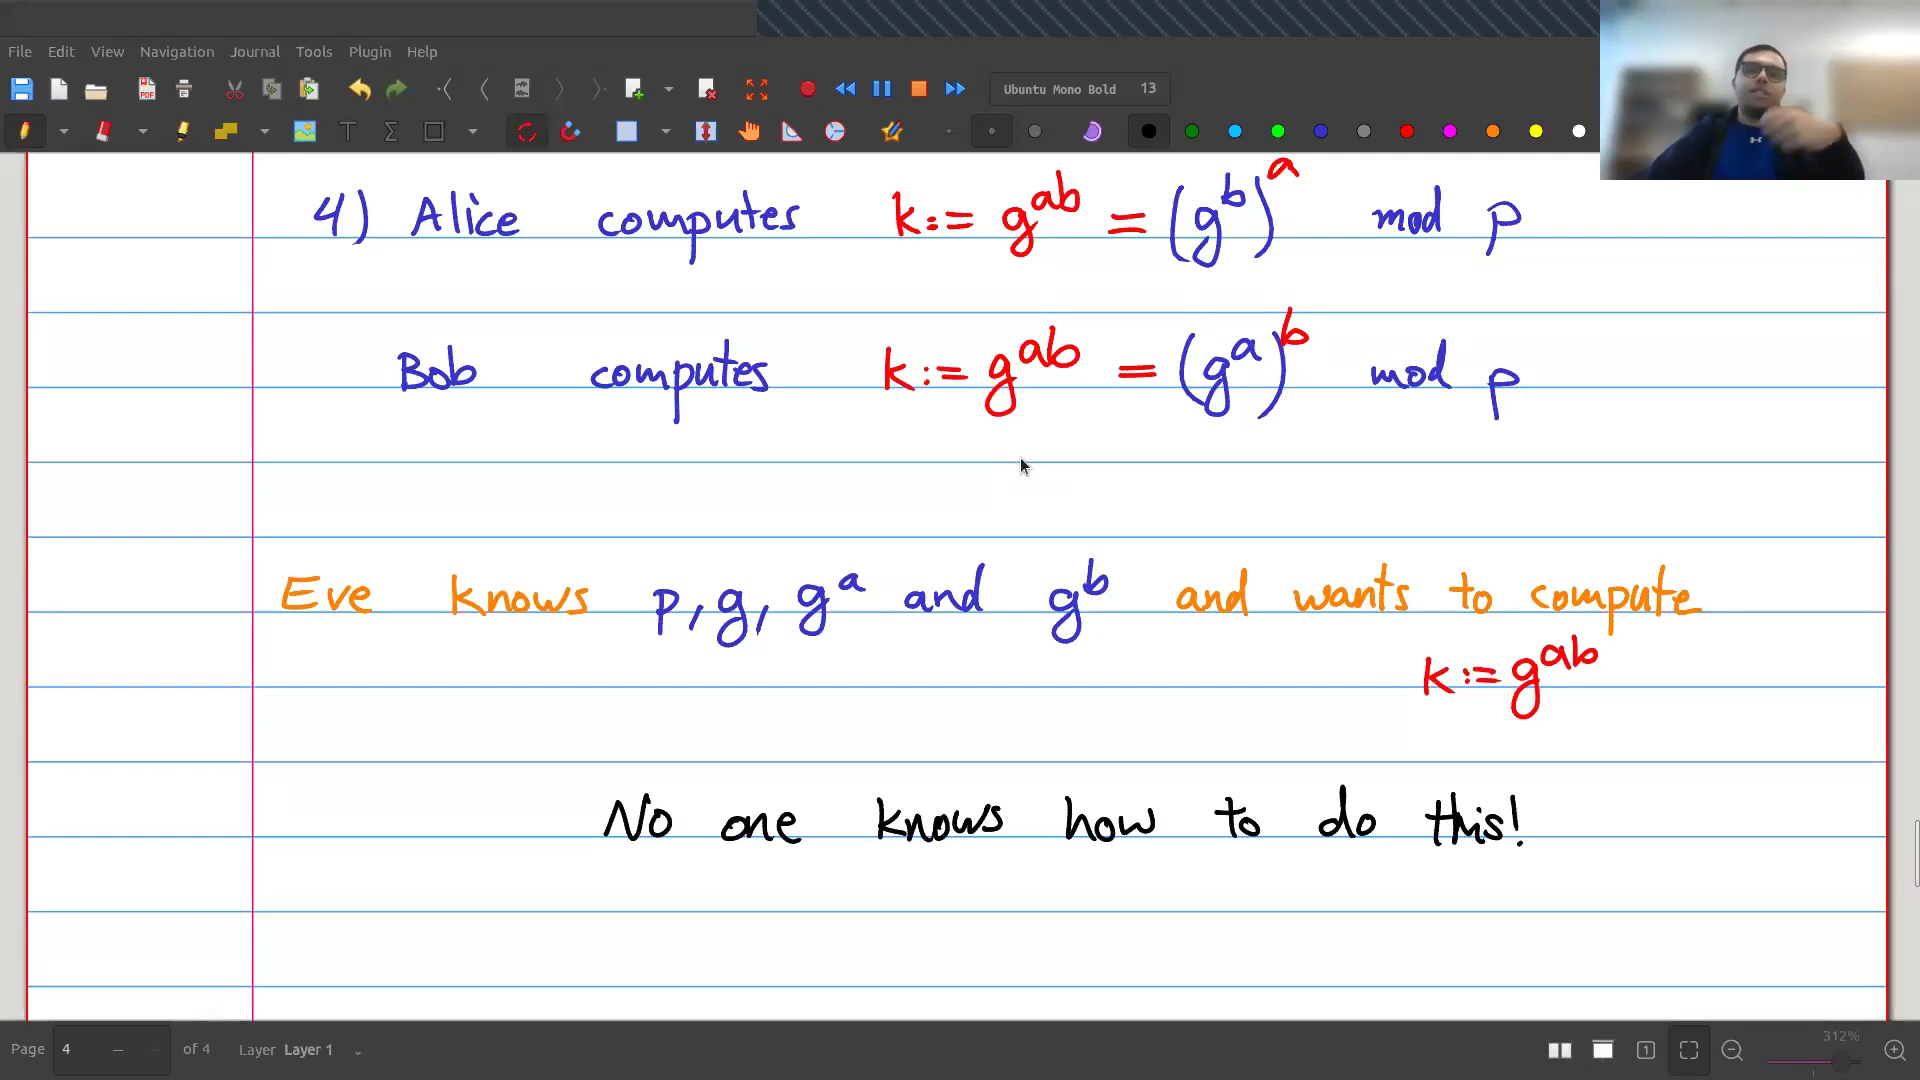 File Edit View Navigation Journal Tools Plugin Help
PDF Ubuntu Mono Bold 13
4) Alice computes k:= g^ab = (g^b)^a mod p
Bob computes k:= g^ab = (g^a)^b mod p
Eve knows p, g, g^a and g^b and wants to compute
k:= g^ab
No one knows how to do this!
Page 4 of 4 Layer Layer 1 1 312%